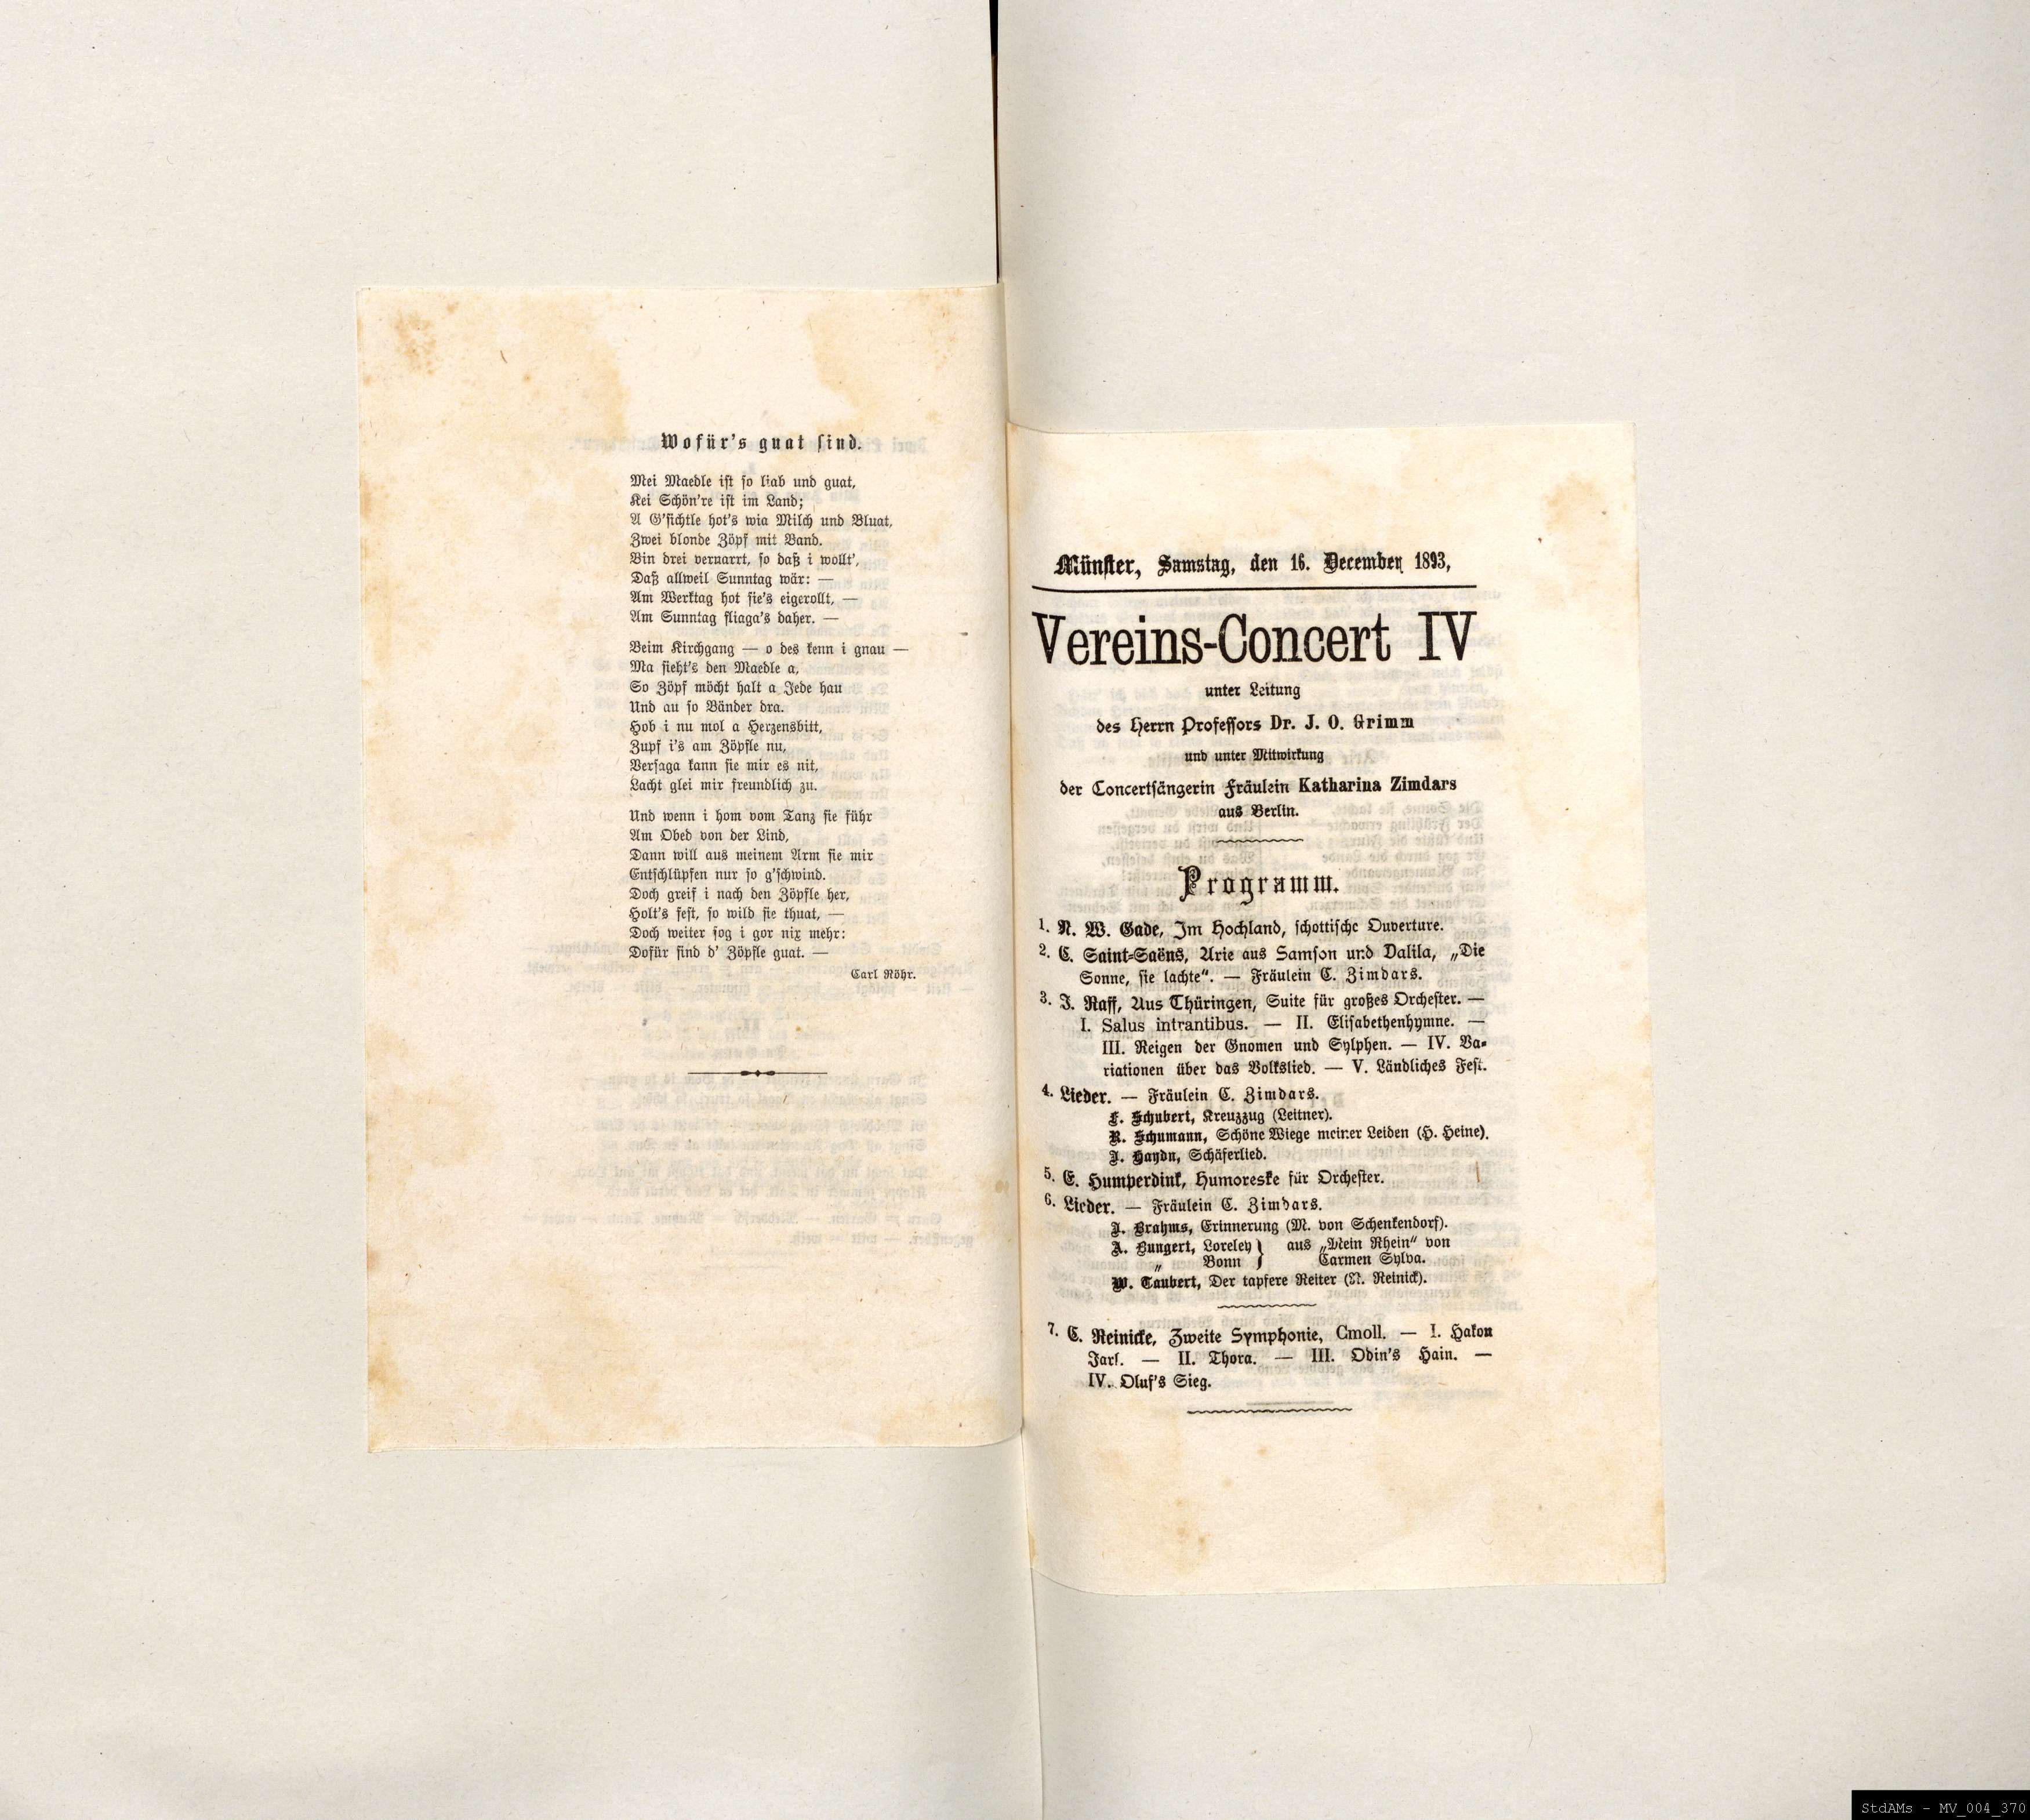 Wofür's guat sind.
Mei Maedle ist so liab und guat,
Kei Schön're ist im Land;
A G'sichtle hot's wia Milch und Bluat,
Zwei blonde Zöpf mit Band.
Bin drei vernarrt, so daß i wollt',
Daß allweil Sunntag wär: —
Am Werktag hot sie's eigerollt, —
Am Sunntag fliaga's daher. —
Beim Kirchgang — o des kenn i gnau —
Ma sieht's den Maedle a,
So Zöpf möcht halt a Jede hau
Und au so Bänder dra.
Hob i nu mol a Herzensbitt,
Zupf i's am Zöpfle nu,
Versaga kann sie mir es nit,
Lacht glei mir freundlich zu.
Und wenn i hom vom Tanz sie führ
Am Obed von der Lind,
Dann will aus meinem Arm sie mir
Entschlüpfen nur so g'schwind.
Doch greif i nach den Zöpfle her,
Holt's fest, so wild sie thuat, —
Doch weiter sog i gor nix mehr:
Dofür sind d' Zöpfle guat. —
Carl Röhr.
Münster, Samstag, den 16. December 1893,
Vereins-Concert IV
unter Leitung
des Herrn Professors Dr. J. O. Grimm
und unter Mitwirkung
der Concertsängerin Fräulein Katharina Zimdars
aus Berlin.
Programm.
1. N. W. Gade, Im Hochland, schottische Ouverture.
2. C. Saint-Saëns, Arie aus Samson und Dalila, „Die
Sonne, sie lachte“. — Fräulein C. Zimdars.
3. J. Raff, Aus Thüringen, Suite für großes Orchester. —
I. Salus intrantibus. — II. Elisabethenhymne. —
III. Reigen der Gnomen und Sylphen. — IV. Va-
riationen über das Volkslied. — V. Ländliches Fest.
4. Lieder. — Fräulein C. Zimdars.
F. Schubert, Kreuzzug (Leitner).
R. Schumann, Schöne Wiege meiner Leiden (H. Heine).
J. Haydn, Schäferlied.
5. E. Humperdink, Humoreske für Orchester.
6. Lieder. — Fräulein C. Zimdars.
J. Brahms, Erinnerung (M. von Schenkendorf).
A. Bungert, Loreley } aus „Mein Rhein“ von
„ Bonn } Carmen Sylva.
W. Taubert, Der tapfere Reiter (R. Reinick).
7. C. Reinicke, Zweite Symphonie, Cmoll. — I. Hakon
Jarl. — II. Thora. — III. Odin's Hain. —
IV. Oluf's Sieg.
StdAMs - MV_004_370